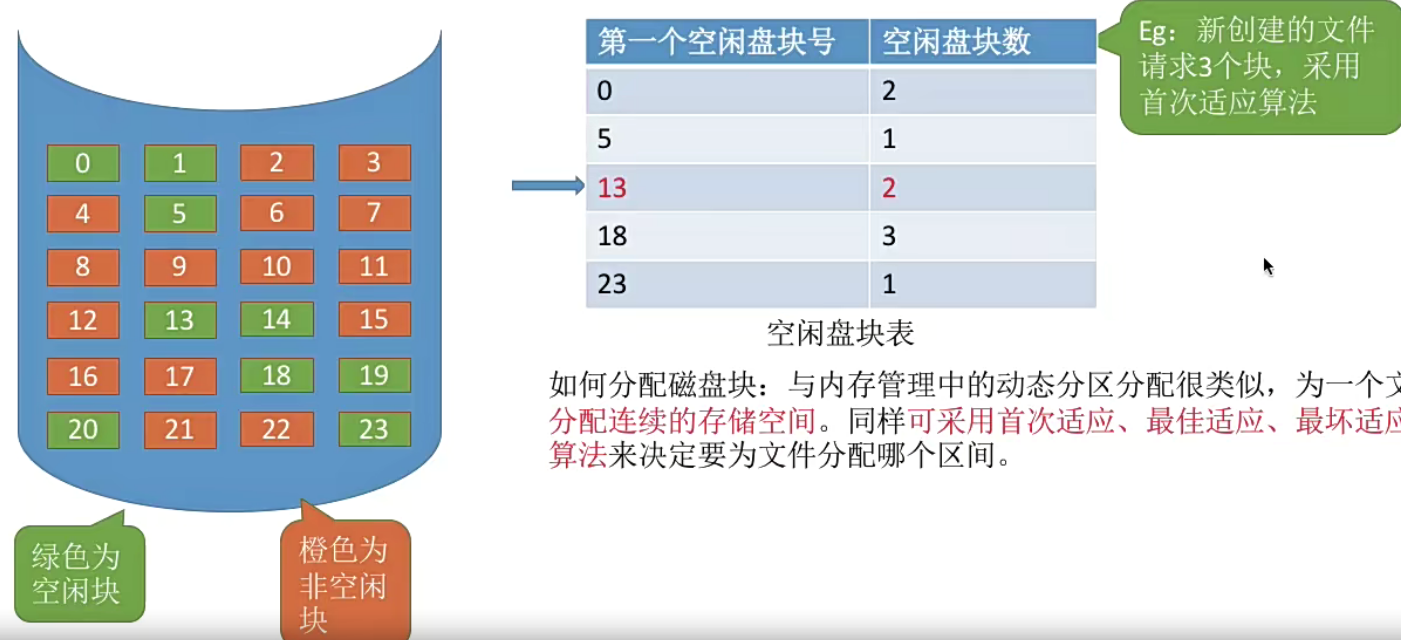 0 1 2 3
4 5 6 7
8 9 10 11
12 13 14 15
16 17 18 19
20 21 22 23
绿色为
空闲块
橙色为
非空闲
块
第一个空闲盘块号 空闲盘块数
0 2
5 1
13 2
18 3
23 1
空闲盘块表
Eg：新创建的文件
请求3个块，采用
首次适应算法
如何分配磁盘块：与内存管理中的动态分区分配很类似，为一个
分配连续的存储空间。同样可采用首次适应、最佳适应、最坏适应
算法来决定要为文件分配哪个区间。